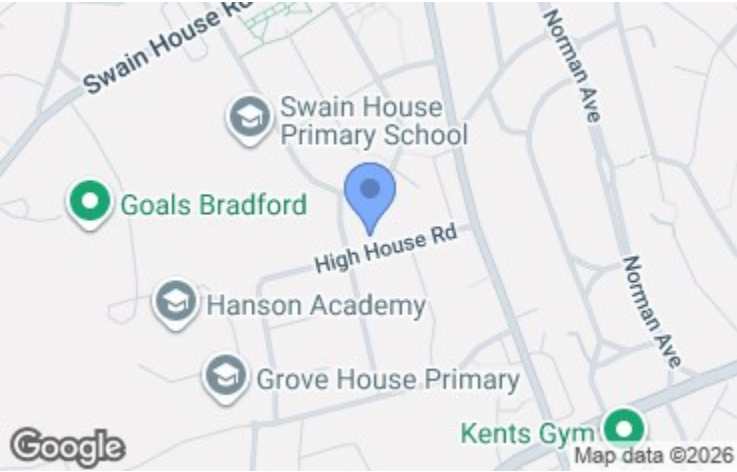 Swain House Rd
Norman Ave
Swain House
Primary School
Goals Bradford
High House Rd
Hanson Academy
Norman Ave
Grove House Primary
Kents Gym
Google
Map data ©2026